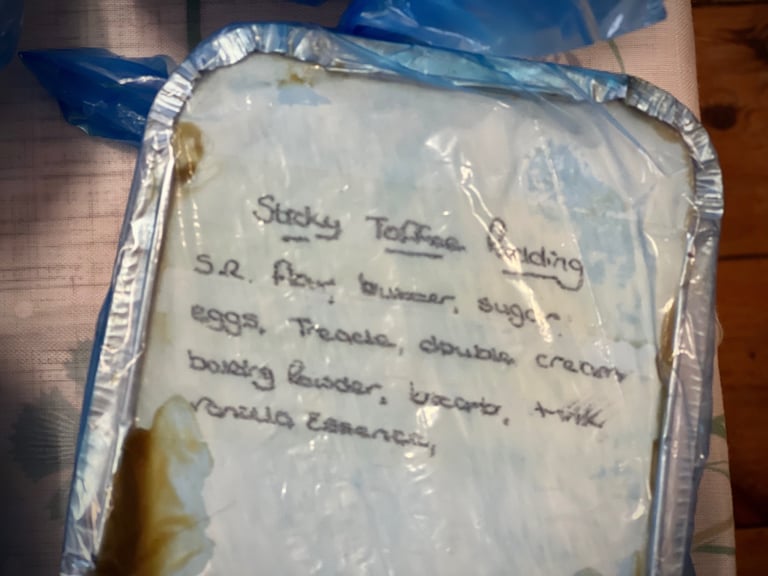 Sticky Toffee Pudding
S.R. flour, butter, sugar
eggs, Treacle, double cream
baking Powder, bicarb, milk
vanilla Essence,